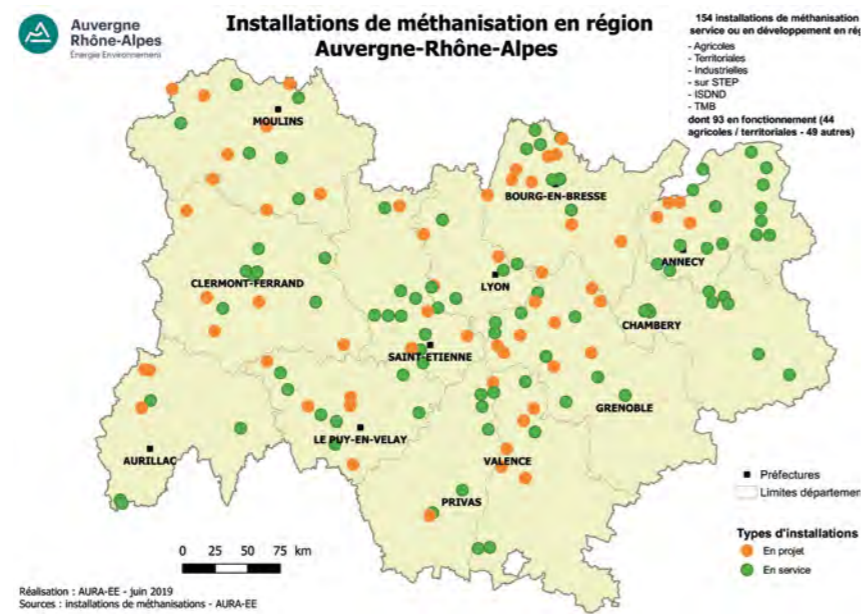 Auvergne
Rhône-Alpes
Énergie Environnement
Installations de méthanisation en région
Auvergne-Rhône-Alpes
154 installations de méthanisation
service ou en développement en rég
- Agricoles
- Territoriales
- Industrielles
- sur STEP
- ISDND
- TMB
dont 93 en fonctionnement (44
agricoles / territoriales - 49 autres)
MOULINS
BOURG-EN-BRESSE
ANNECY
CLERMONT-FERRAND
LYON
CHAMBERY
SAINT-ETIENNE
GRENOBLE
LE PUY-EN-VELAY
AURILLAC
VALENCE
PRIVAS
Préfectures
Limites départemen
Types d'installations
En projet
En service
0 25 50 75 km
Réalisation : AURA-EE - juin 2019
Sources : installations de méthanisations - AURA-EE